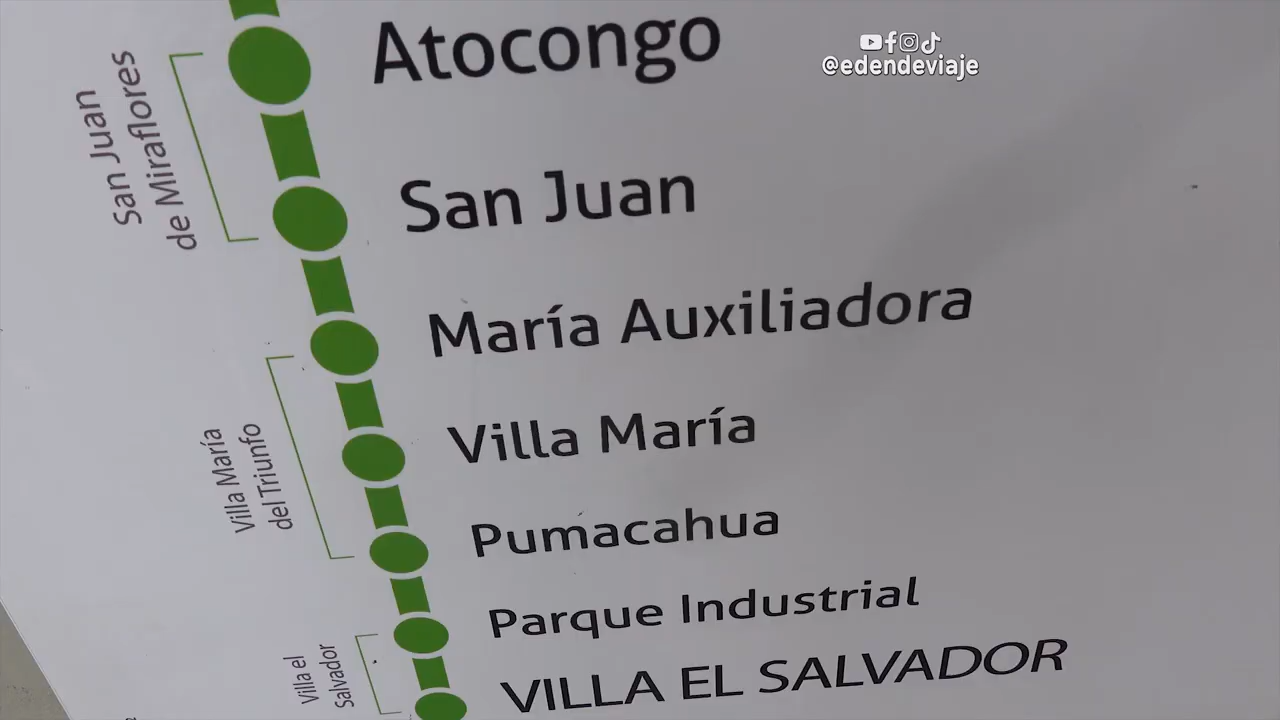 @edendeviaje
Atocongo
San Juan
de Miraflores
San Juan
María Auxiliadora
Villa María
del Triunfo
Villa María
Pumacahua
Parque Industrial
Villa el
Salvador
VILLA EL SALVADOR